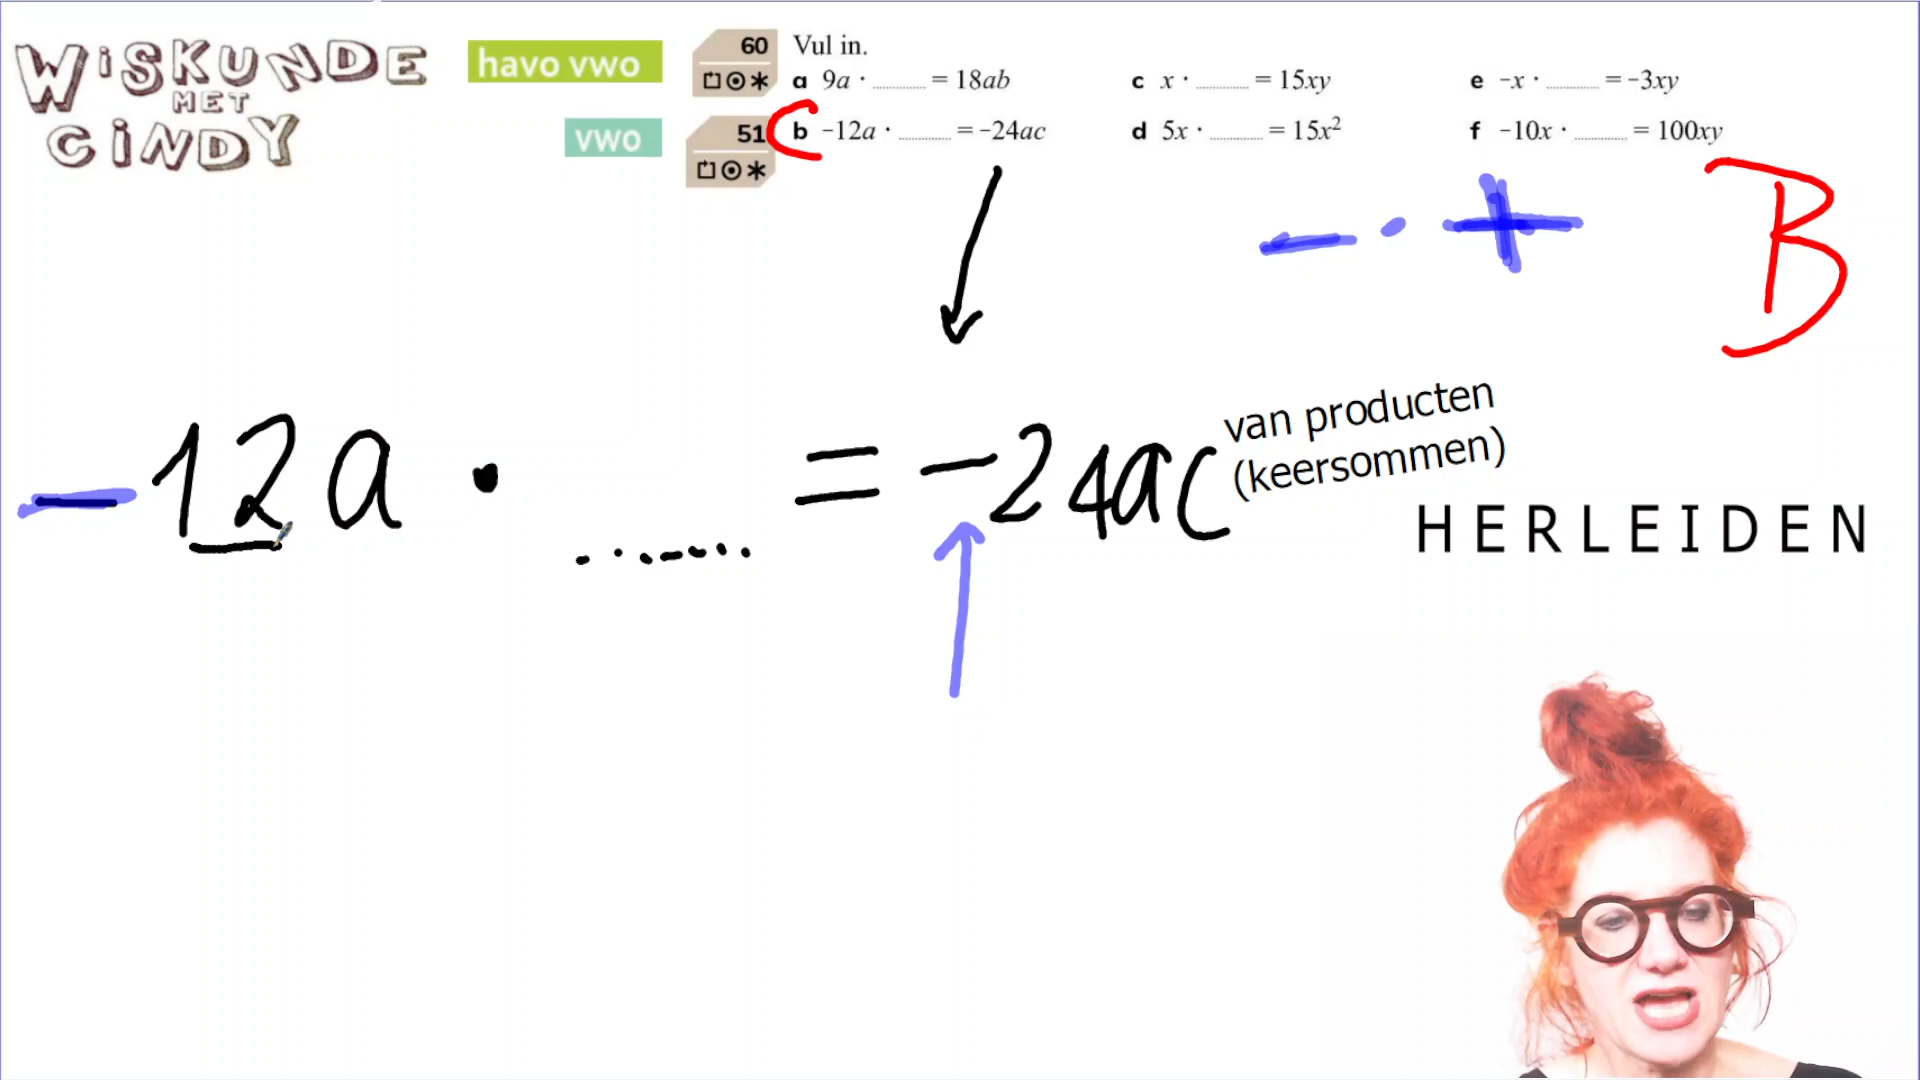 WiSKUNDE
MET
CiNDY
havo vwo
vwo
60
51
Vul in.
a 9a · ........ = 18ab
b -12a · ........ = -24ac
c x · ........ = 15xy
d 5x · ........ = 15x²
e -x · ........ = -3xy
f -10x · ........ = 100xy
- · +
B
-12a · ........ = -24ac
van producten
(keersommen)
HERLEIDEN